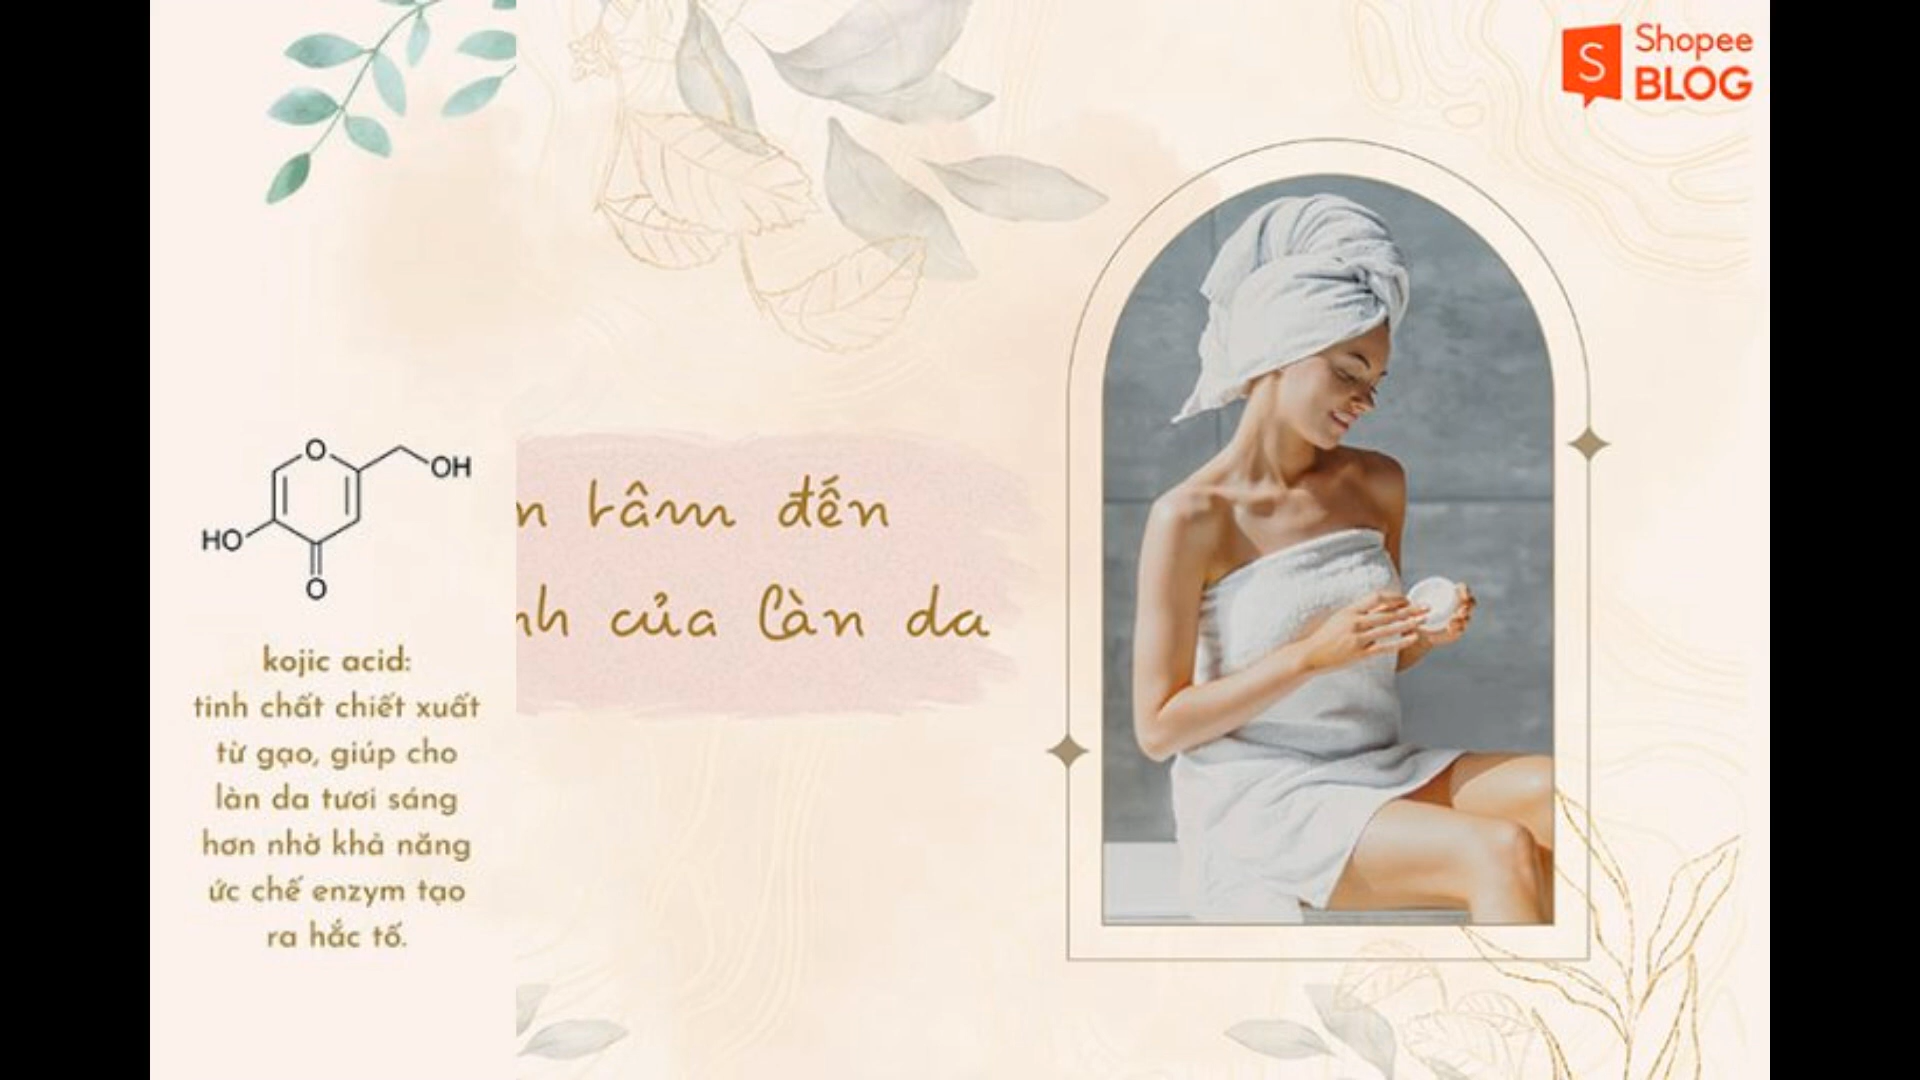 Shopee
BLOG
O
OH
HO
O
tâm đến
của làn da
kojic acid:
tinh chất chiết xuất
từ gạo, giúp cho
làn da tươi sáng
hơn nhờ khả năng
ức chế enzym tạo
ra hắc tố.